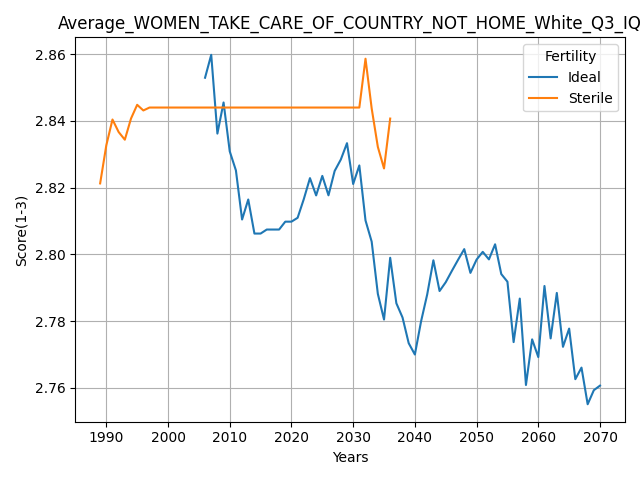 Average_WOMEN_TAKE_CARE_OF_COUNTRY_NOT_HOME_White_Q3_IQ
Fertility
Ideal
Sterile
2.86
2.84
2.82
2.80
2.78
2.76
Score(1-3)
1990 2000 2010 2020 2030 2040 2050 2060 2070
Years